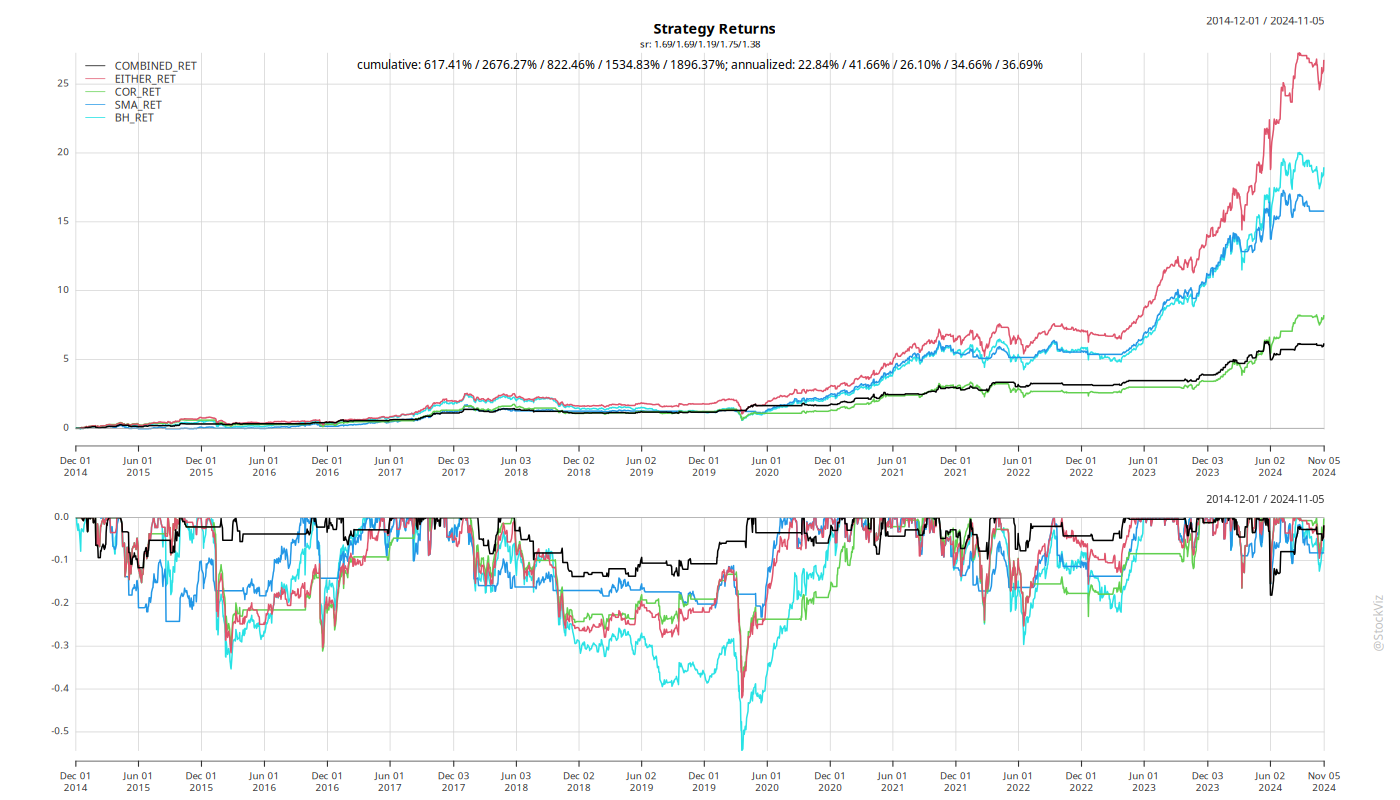 2014-12-01 / 2024-11-05
Strategy Returns
sr: 1.69/1.69/1.19/1.75/1.38
cumulative: 617.41% / 2676.27% / 822.46% / 1534.83% / 1896.37%; annualized: 22.84% / 41.66% / 26.10% / 34.66% / 36.69%
COMBINED_RET
EITHER_RET
COR_RET
SMA_RET
BH_RET
25
20
15
10
5
0
Dec 01 Jun 01 Dec 01 Jun 01 Dec 01 Jun 01 Dec 03 Jun 03 Dec 02 Jun 02 Dec 01 Jun 01 Dec 01 Jun 01 Dec 01 Jun 01 Dec 01 Jun 01 Dec 03 Jun 02 Nov 05
2014 2015 2015 2016 2016 2017 2017 2018 2018 2019 2019 2020 2020 2021 2021 2022 2022 2023 2023 2024 2024
2014-12-01 / 2024-11-05
0.0
-0.1
-0.2
-0.3
-0.4
-0.5
Dec 01 Jun 01 Dec 01 Jun 01 Dec 01 Jun 01 Dec 03 Jun 03 Dec 02 Jun 02 Dec 01 Jun 01 Dec 01 Jun 01 Dec 01 Jun 01 Dec 01 Jun 01 Dec 03 Jun 02 Nov 05
2014 2015 2015 2016 2016 2017 2017 2018 2018 2019 2019 2020 2020 2021 2021 2022 2022 2023 2023 2024 2024
@StockViz